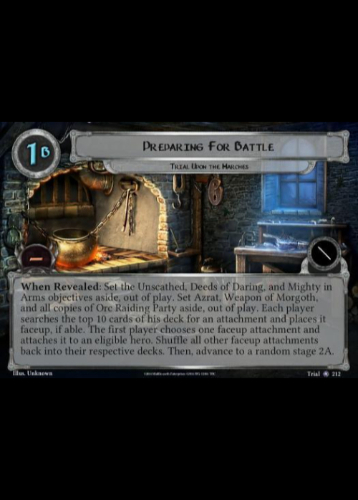 1B
Preparing For Battle
Trial Upon the Marches
When Revealed: Set the Unscathed, Deeds of Daring, and Mighty in
Arms objectives aside, out of play. Set Azrat, Weapon of Morgoth,
and all copies of Orc Raiding Party aside, out of play. Each player
searches the top 10 cards of his deck for an attachment and places it
faceup, if able. The first player chooses one faceup attachment and
attaches it to an eligible hero. Shuffle all other faceup attachments
back into their respective decks. Then, advance to a random stage 2A.
Illus. Unknown
Trial 212